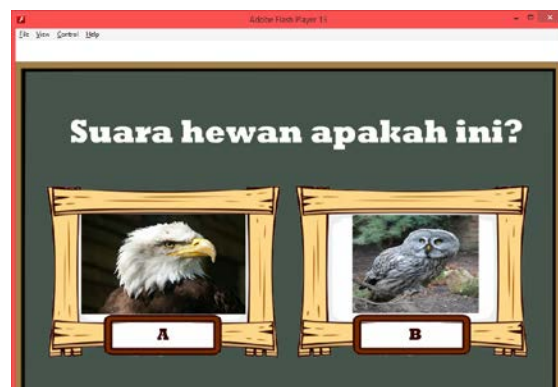 Adobe Flash Player 11
File View Control Help
Suara hewan apakah ini?
A
B